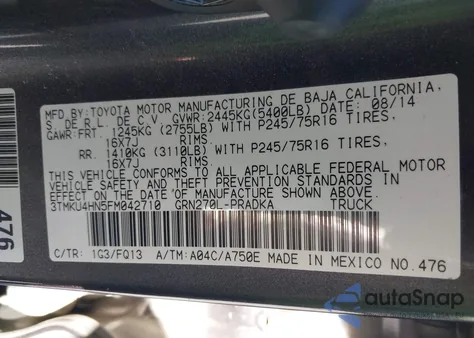 MFD.BY:TOYOTA MOTOR MANUFACTURING DE BAJA CALIFORNIA,
S. DE R.L. DE C.V. GVWR:2445KG(5400LB) DATE: 08/14
GAWR:FRT. 1245KG (2755LB) WITH P245/75R16 TIRES,
16X7J RIMS
RR. 1410KG (3110LB) WITH P245/75R16 TIRES,
16X7J RIMS
THIS VEHICLE CONFORMS TO ALL APPLICABLE FEDERAL MOTOR
VEHICLE SAFETY AND THEFT PREVENTION STANDARDS IN
EFFECT ON THE DATE OF MANUFACTURE SHOWN ABOVE.
3TMKU4HN5FM042710 GRN270L-PRADKA TRUCK
C/TR: 1G3/FQ13 A/TM:A04C/A750E MADE IN MEXICO NO.476
476
autoSnap